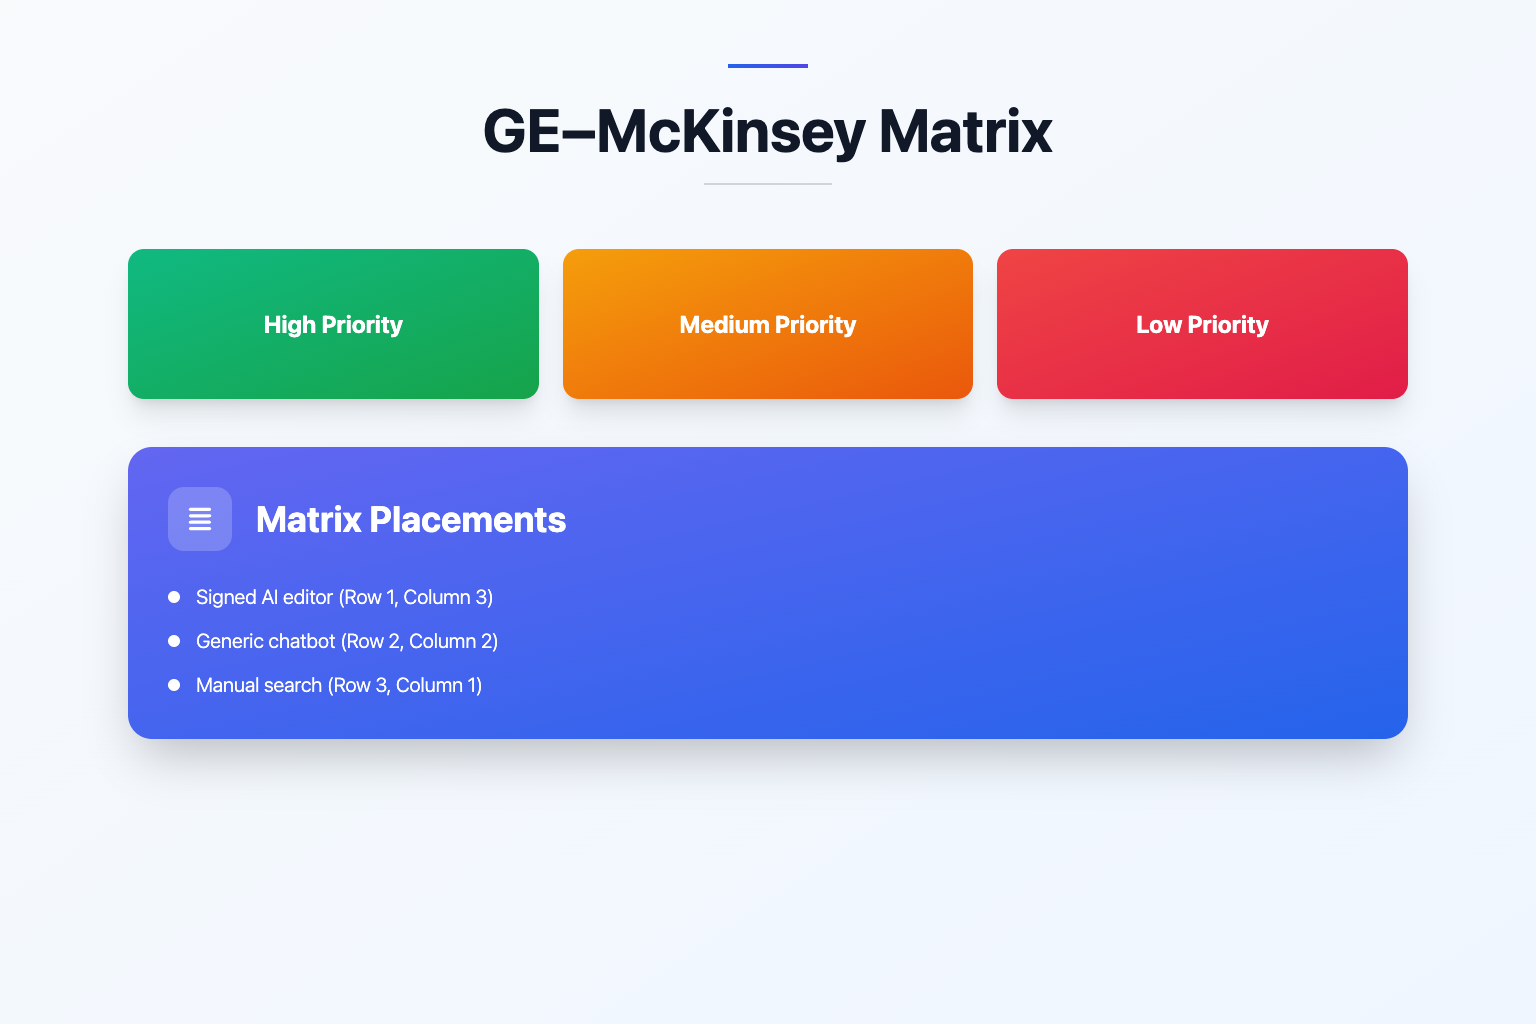 GE–McKinsey Matrix
High Priority
Medium Priority
Low Priority
Matrix Placements
Signed AI editor (Row 1, Column 3)
Generic chatbot (Row 2, Column 2)
Manual search (Row 3, Column 1)